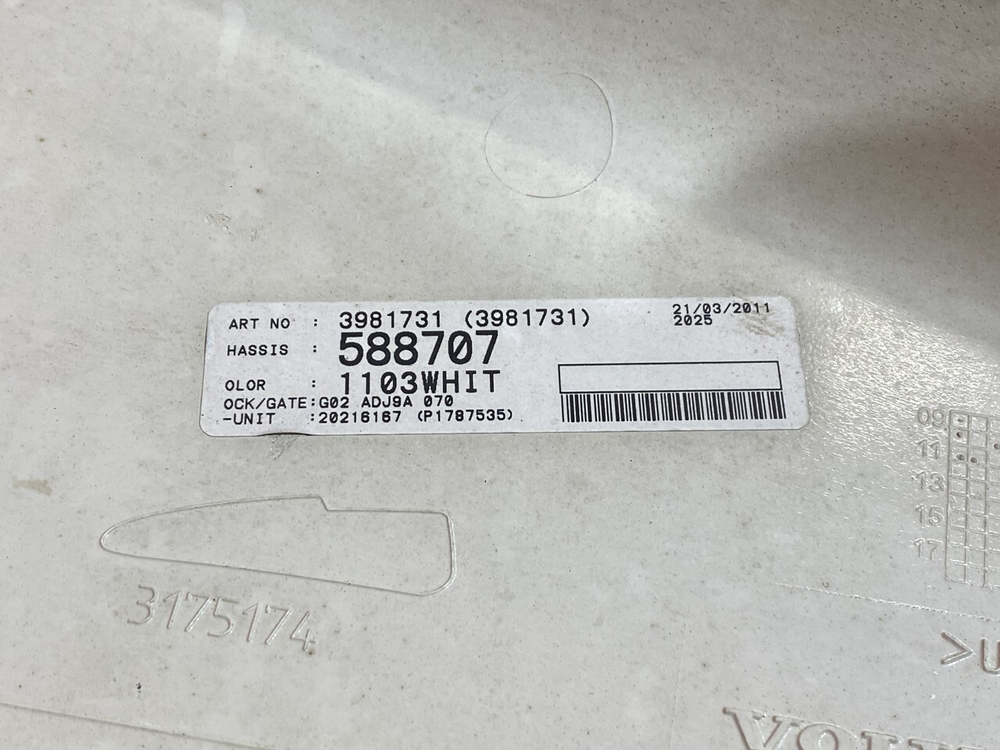 ART NO : 3981731 (3981731)
21/03/2011
2025
HASSIS : 588707
OLOR : 1103WHIT
OCK/GATE:G02 ADJ9A 070
-UNIT :20216167 (P1787535)
09
11
13
15
17
3175174
>U
VOLV